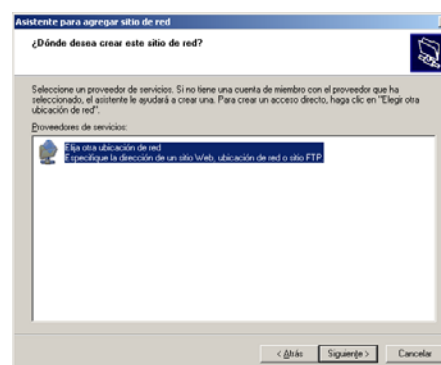 Asistente para agregar sitio de red
¿Dónde desea crear este sitio de red?
Seleccione un proveedor de servicios. Si no tiene una cuenta de miembro con el proveedor que ha
seleccionado, el asistente le ayudará a crear una. Para crear un acceso directo, haga clic en "Elegir otra
ubicación de red".
Proveedores de servicios:
Elija otra ubicación de red
Especifique la dirección de un sitio Web, ubicación de red o sitio FTP
< Atrás Siguiente > Cancelar